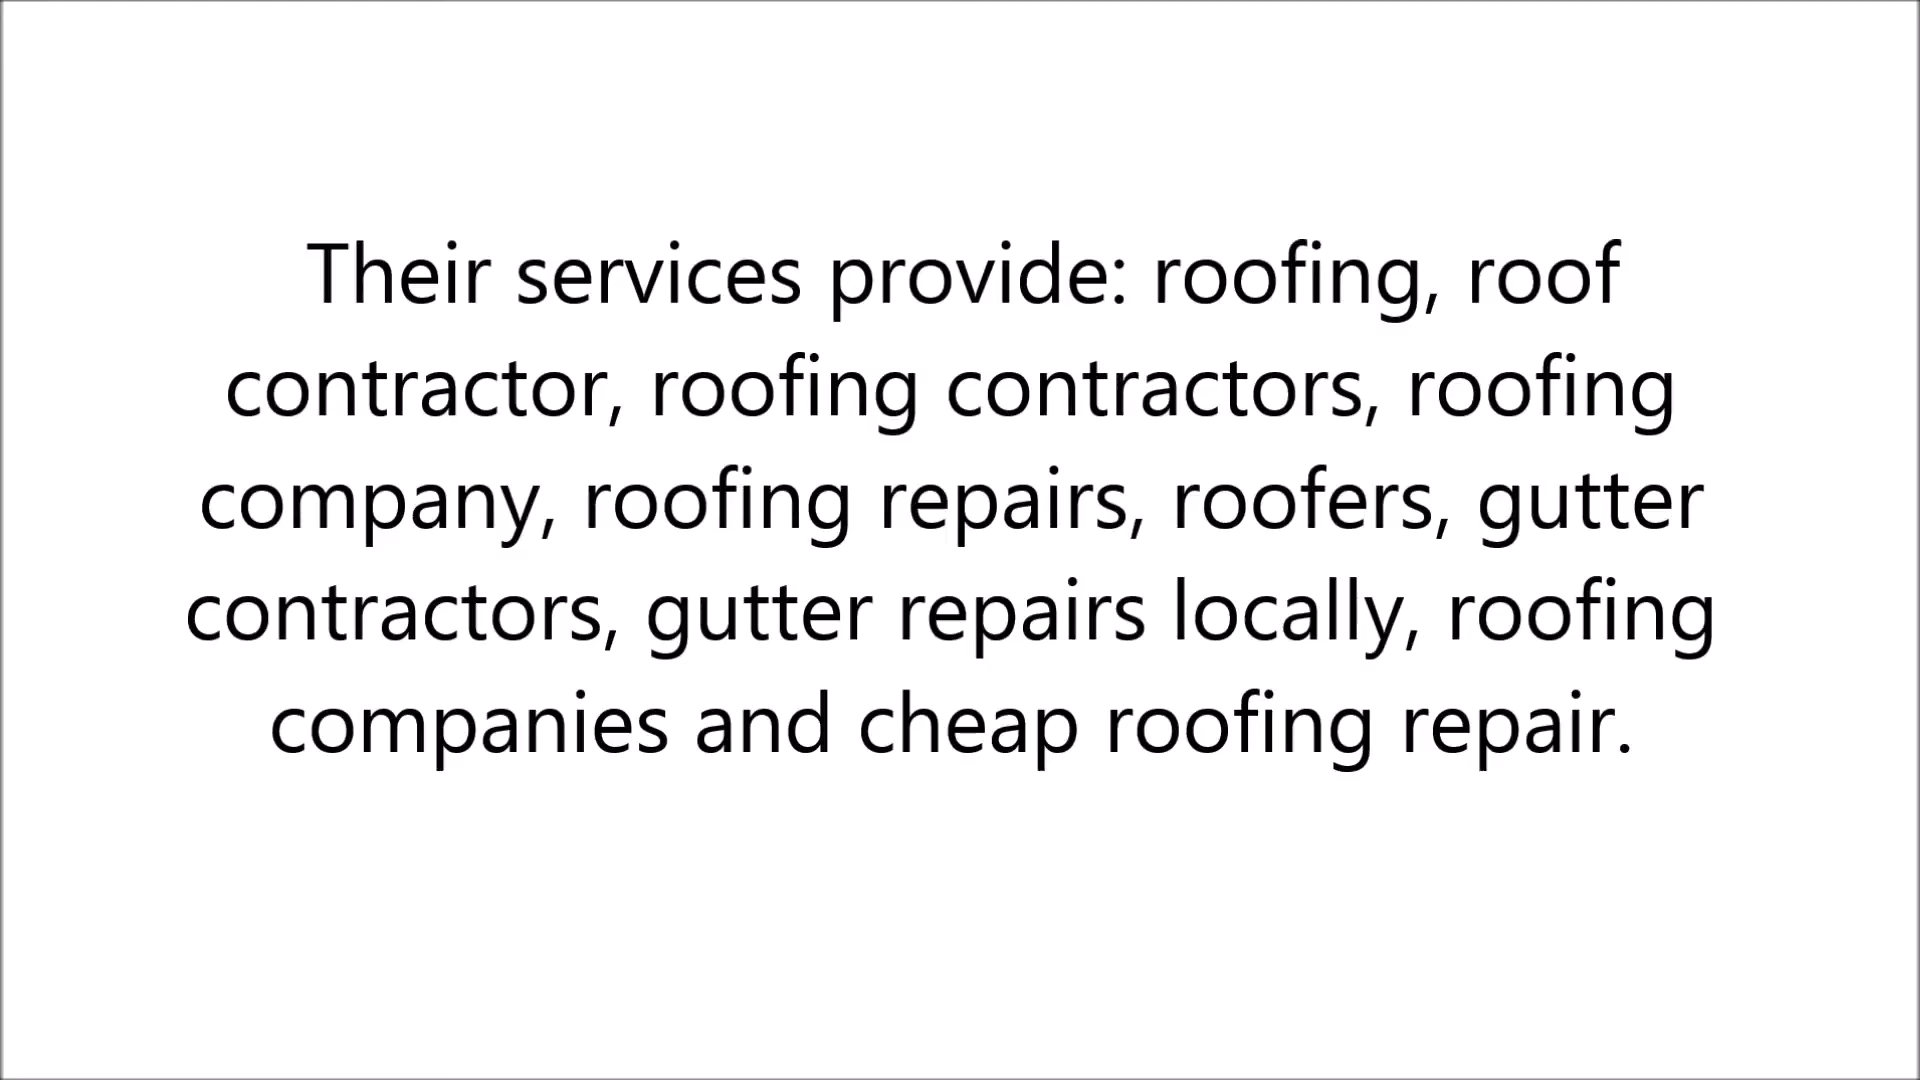 Their services provide: roofing, roof
contractor, roofing contractors, roofing
company, roofing repairs, roofers, gutter
contractors, gutter repairs locally, roofing
companies and cheap roofing repair.